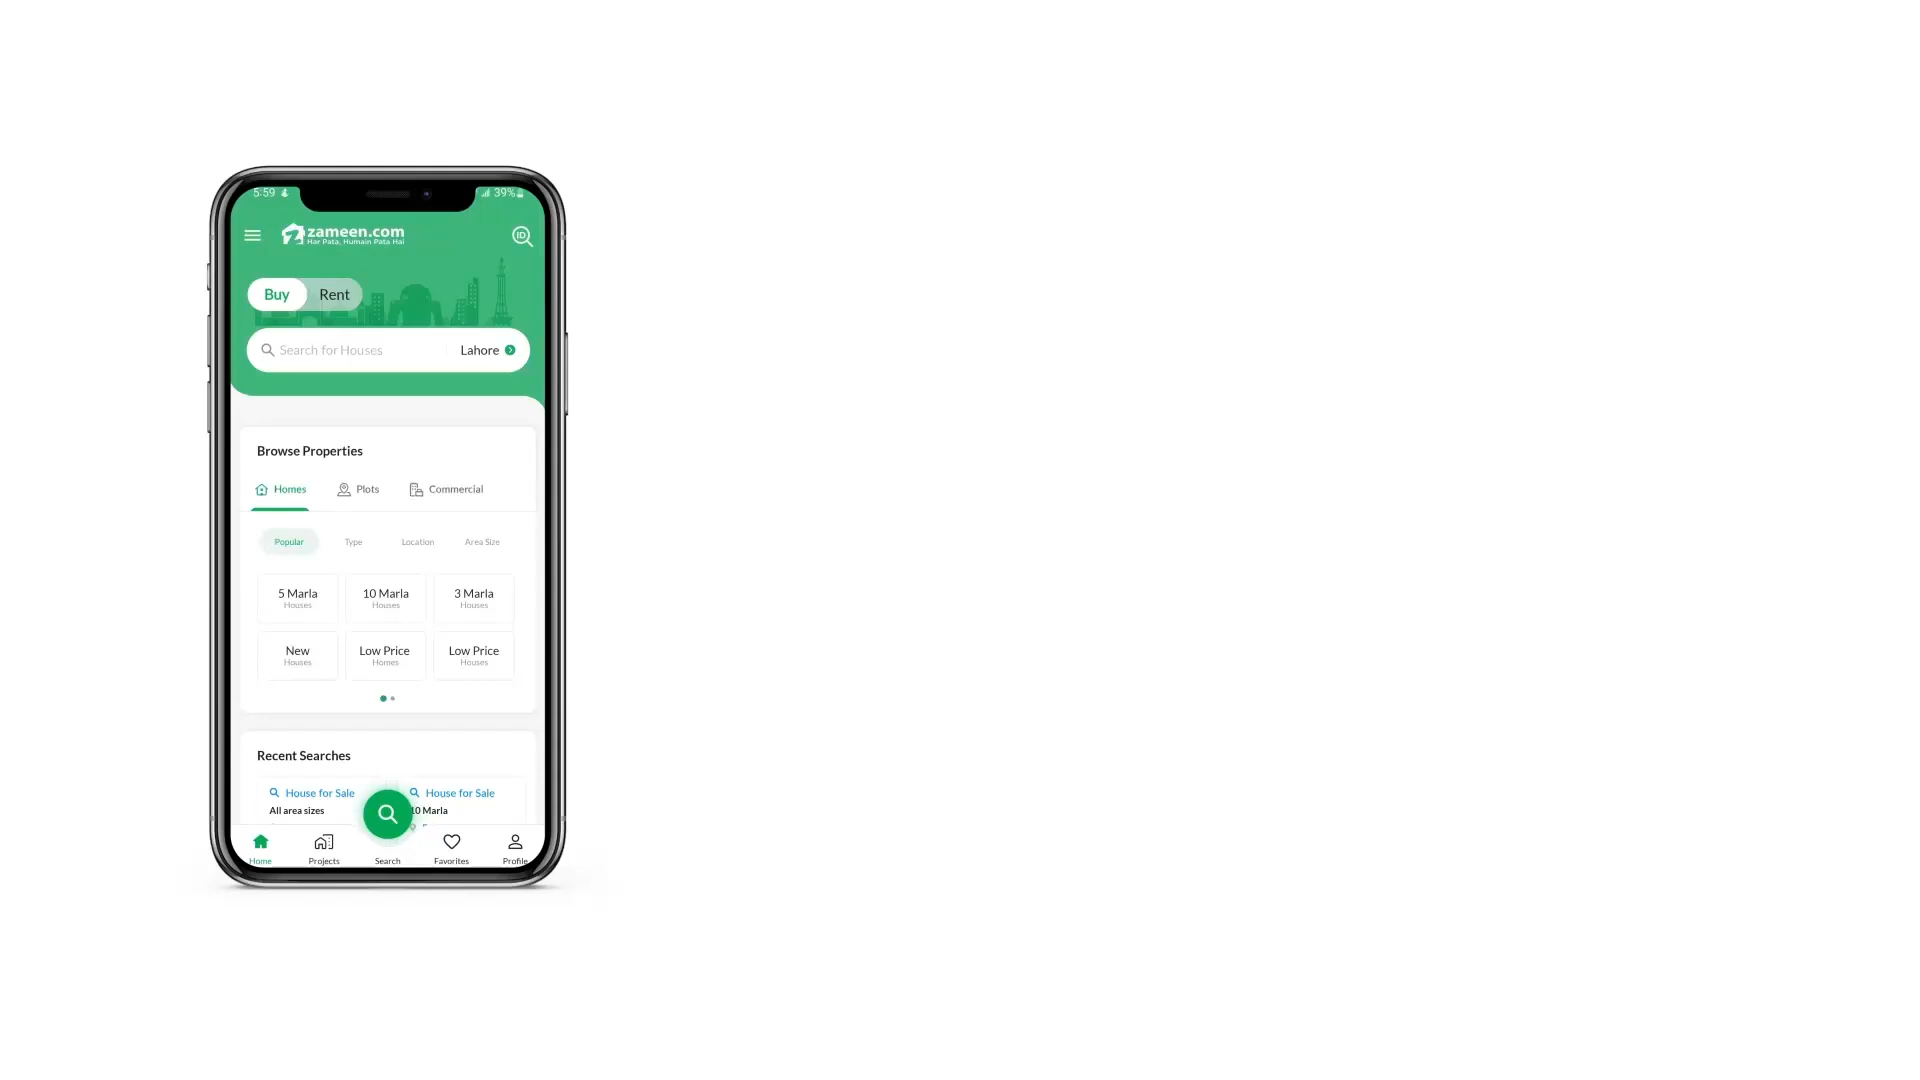 5:59
39%
zameen.com
Har Pata, Humain Pata Hai
ID
Buy Rent
Search for Houses Lahore
Browse Properties
Homes Plots Commercial
Popular Type Location Area Size
5 Marla 10 Marla 3 Marla
Houses Houses Houses
New Low Price Low Price
Houses Homes Houses
Recent Searches
House for Sale House for Sale
All area sizes 10 Marla
Home Projects Search Favorites Profile